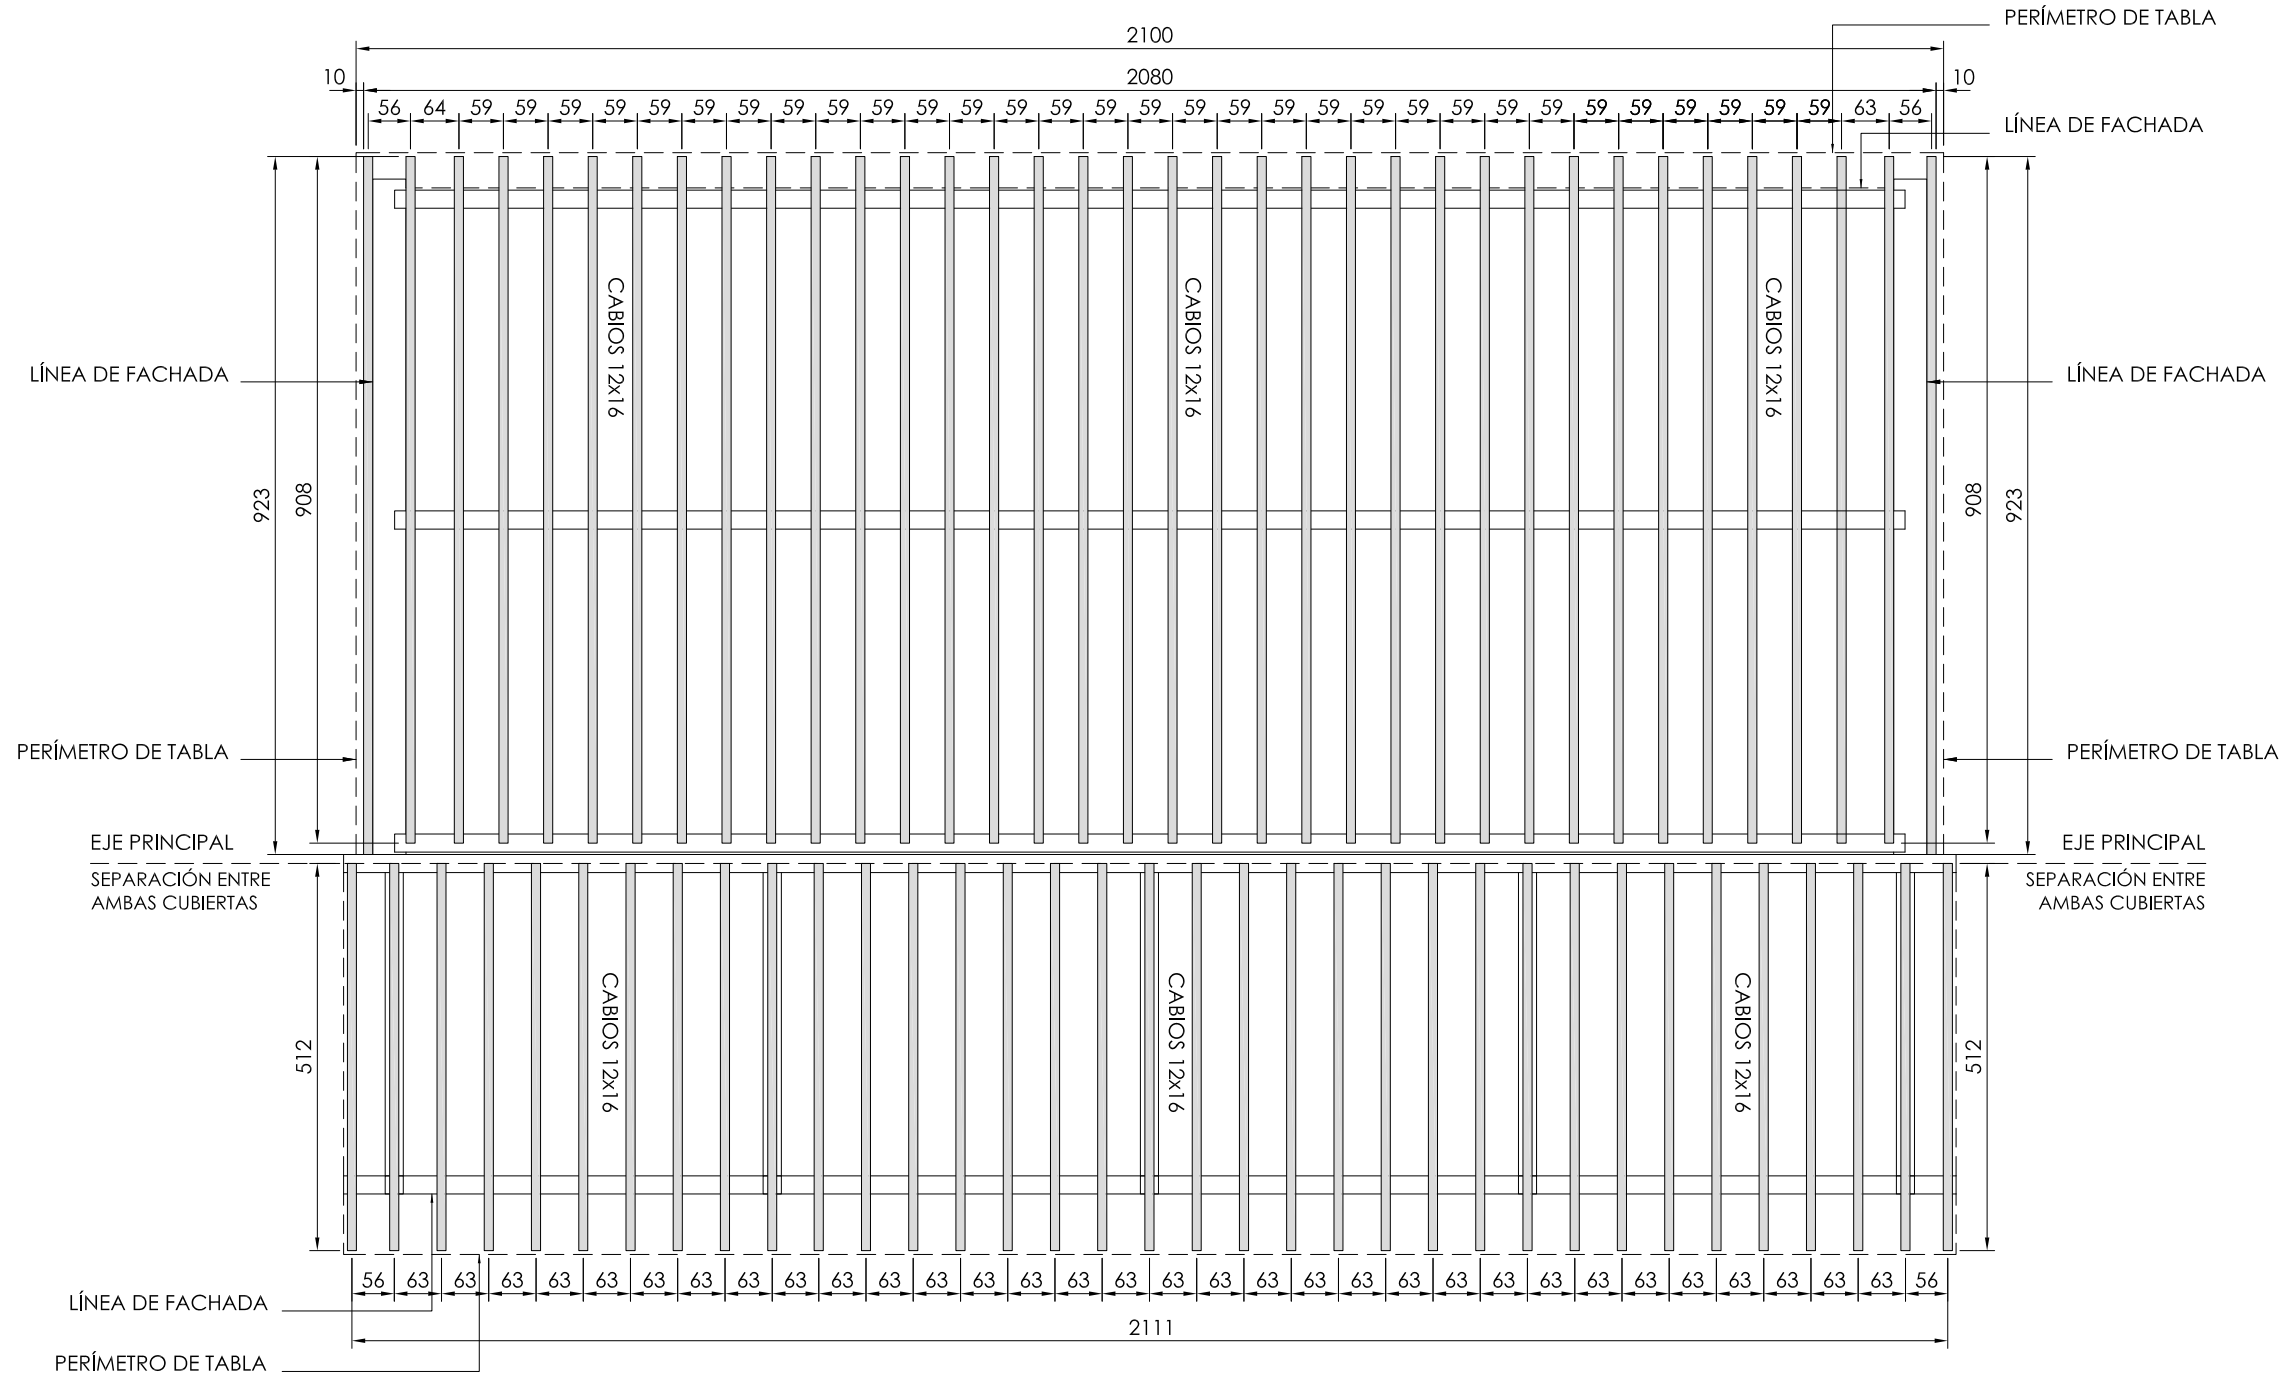 PERÍMETRO DE TABLA
2100
10 2080 10
56 64 59 59 59 59 59 59 59 59 59 59 59 59 59 59 59 59 59 59 59 59 59 59 59 59 59 59 59 59 59 59 59 63 56
LÍNEA DE FACHADA
CABIOS 12x16
CABIOS 12x16
CABIOS 12x16
LÍNEA DE FACHADA
LÍNEA DE FACHADA
923
908
908
923
PERÍMETRO DE TABLA
PERÍMETRO DE TABLA
EJE PRINCIPAL
EJE PRINCIPAL
SEPARACIÓN ENTRE
AMBAS CUBIERTAS
SEPARACIÓN ENTRE
AMBAS CUBIERTAS
CABIOS 12x16
CABIOS 12x16
CABIOS 12x16
512
512
56 63 63 63 63 63 63 63 63 63 63 63 63 63 63 63 63 63 63 63 63 63 63 63 63 63 63 63 63 63 63 63 63 56
LÍNEA DE FACHADA
2111
PERÍMETRO DE TABLA